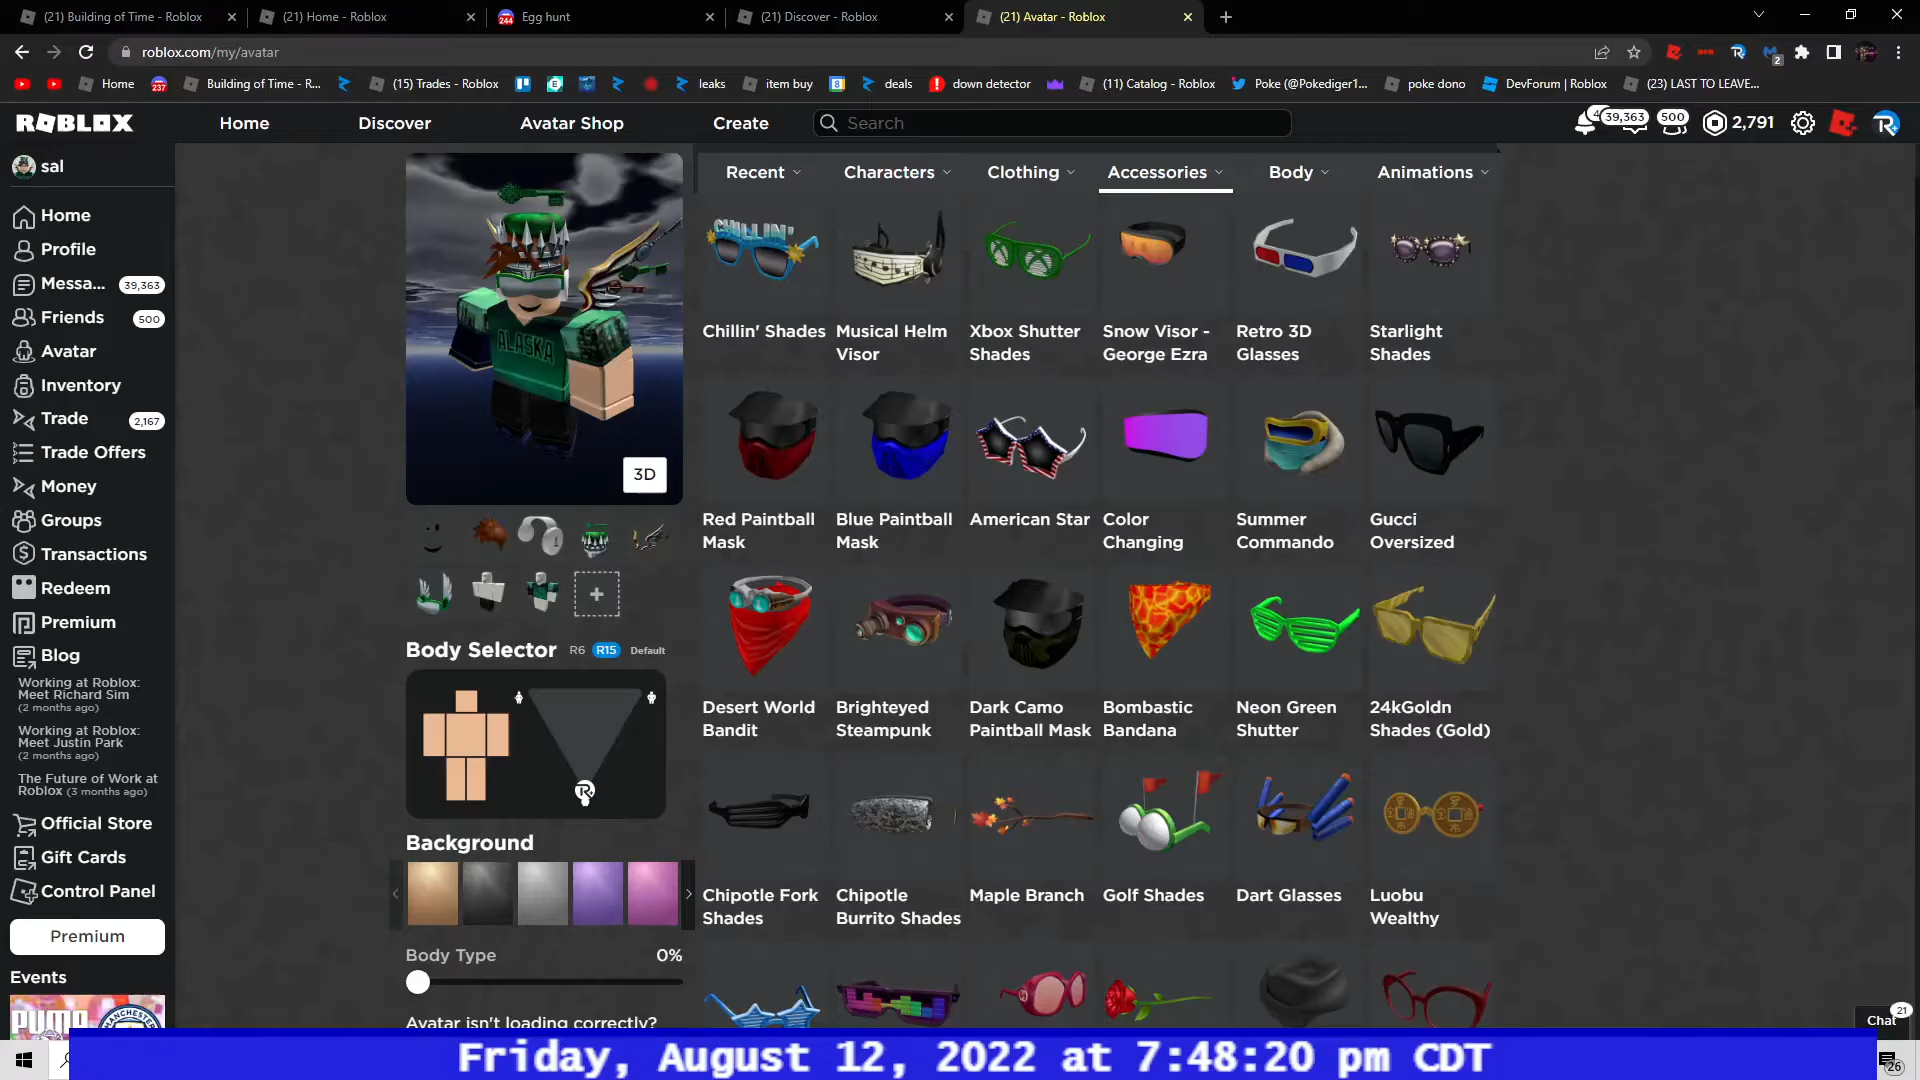 (21) Building of Time - Roblox
(21) Home - Roblox
244
Egg hunt
(21) Discover - Roblox
(21) Avatar - Roblox
roblox.com/my/avatar
2
Home
237
Building of Time - R...
(15) Trades - Roblox
leaks
item buy
8
deals
down detector
(11) Catalog - Roblox
Poke (@Pokediger1...
poke dono
DevForum | Roblox
(23) LAST TO LEAVE...
ROBLOX
Home
Discover
Avatar Shop
Create
Search
39,363
500
2,791
sal
Home
Profile
Messa...
39,363
Friends
500
Avatar
Inventory
Trade
2,167
Trade Offers
Money
Groups
Transactions
Redeem
Premium
Blog
Working at Roblox:
Meet Richard Sim
(2 months ago)
Working at Roblox:
Meet Justin Park
(2 months ago)
The Future of Work at
Roblox (3 months ago)
Official Store
Gift Cards
Control Panel
Premium
Events
PUMA
MANCHESTER
ALASKA
3D
Body Selector
R6
R15
Default
Background
Body Type
0%
Avatar isn't loading correctly?
Recent
Characters
Clothing
Accessories
Body
Animations
CHILLIN'
Chillin' Shades
Musical Helm
Visor
Xbox Shutter
Shades
Snow Visor -
George Ezra
Retro 3D
Glasses
Starlight
Shades
Red Paintball
Mask
Blue Paintball
Mask
American Star
Color
Changing
Summer
Commando
Gucci
Oversized
Desert World
Bandit
Brighteyed
Steampunk
Dark Camo
Paintball Mask
Bombastic
Bandana
Neon Green
Shutter
24kGoldn
Shades (Gold)
Chipotle Fork
Shades
Chipotle
Burrito Shades
Maple Branch
Golf Shades
Dart Glasses
Luobu
Wealthy
Chat
21
Friday, August 12, 2022 at 7:48:20 pm CDT
26